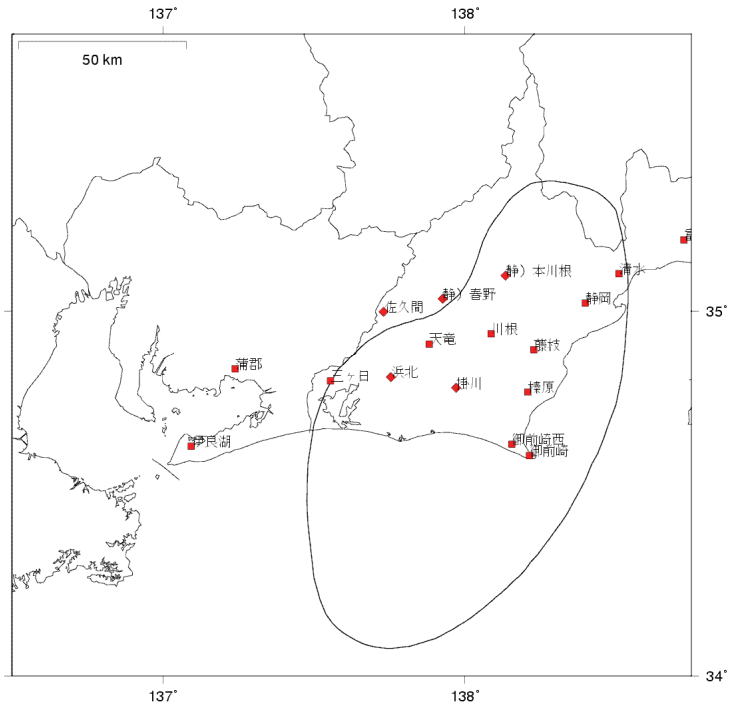 137°
138°
50 km
静）本川根
清水
静）春野
静岡
佐久間
35°
川根
天竜
藤枝
蒲郡
三ヶ日
浜北
掛川
榛原
伊良湖
御前崎西
御前崎
34°
137°
138°